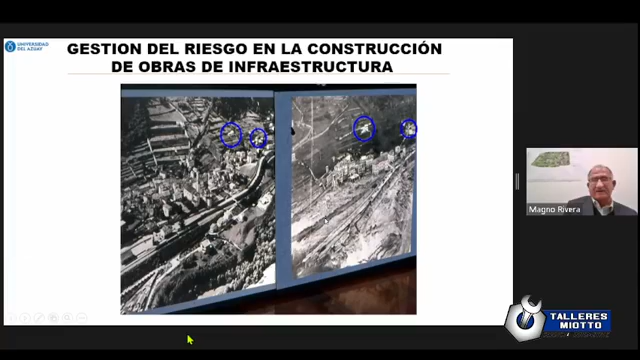 UNIVERSIDAD
DEL AZUAY
GESTION DEL RIESGO EN LA CONSTRUCCIÓN
DE OBRAS DE INFRAESTRUCTURA
Magno Rivera
TALLERES
MIOTTO